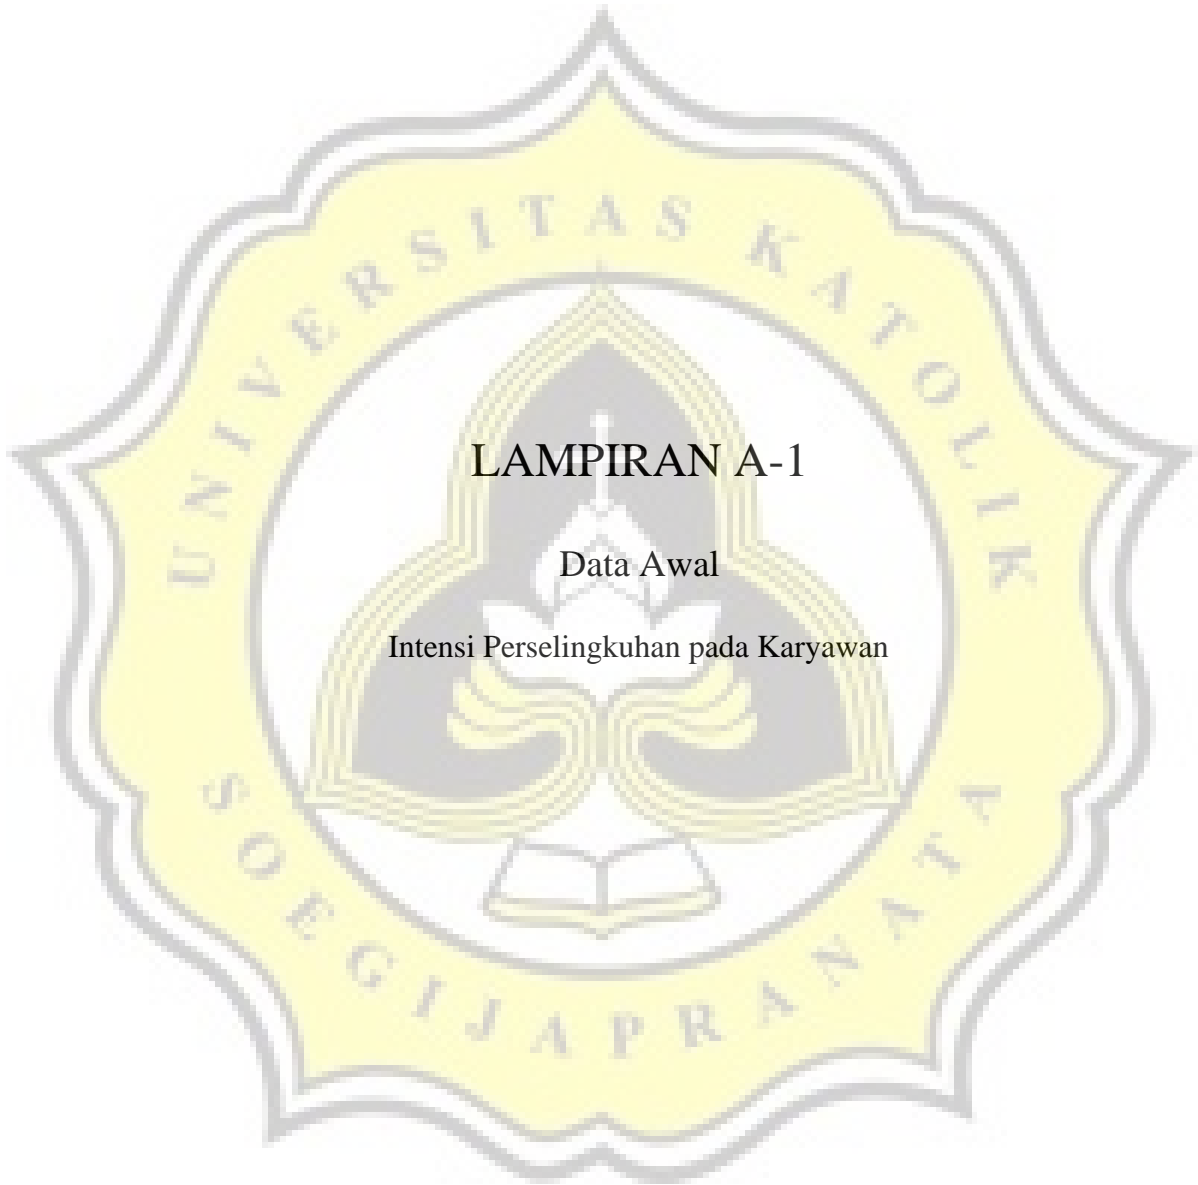 UNIVERSITAS KATOLIK
LAMPIRAN A-1
Data Awal
Intensi Perselingkuhan pada Karyawan
SOEGIJAPRANATA